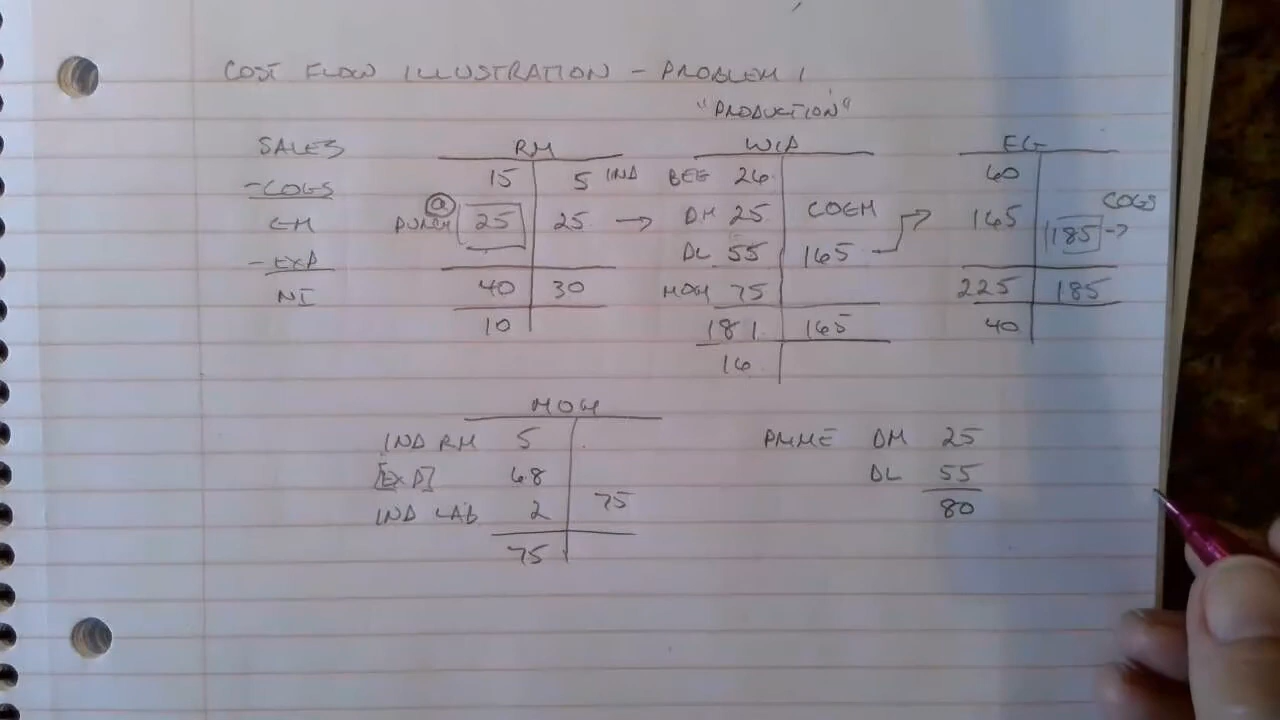 COST FLOW ILLUSTRATION - PROBLEM 1
"PRODUCTION"
SALES RM WIP FG
15 5 IND BEG 26 60
-COGS
a
PURCH 25 25 → DM 25 COGM 165 COGS
GM
185 →
-EXP DL 55 165
NI 40 30 MOH 75 225 185
10 181 165 40
16
MOH
IND RM 5 PRIME DM 25
[EXP] 68 DL 55
IND LAB 2 75 80
75